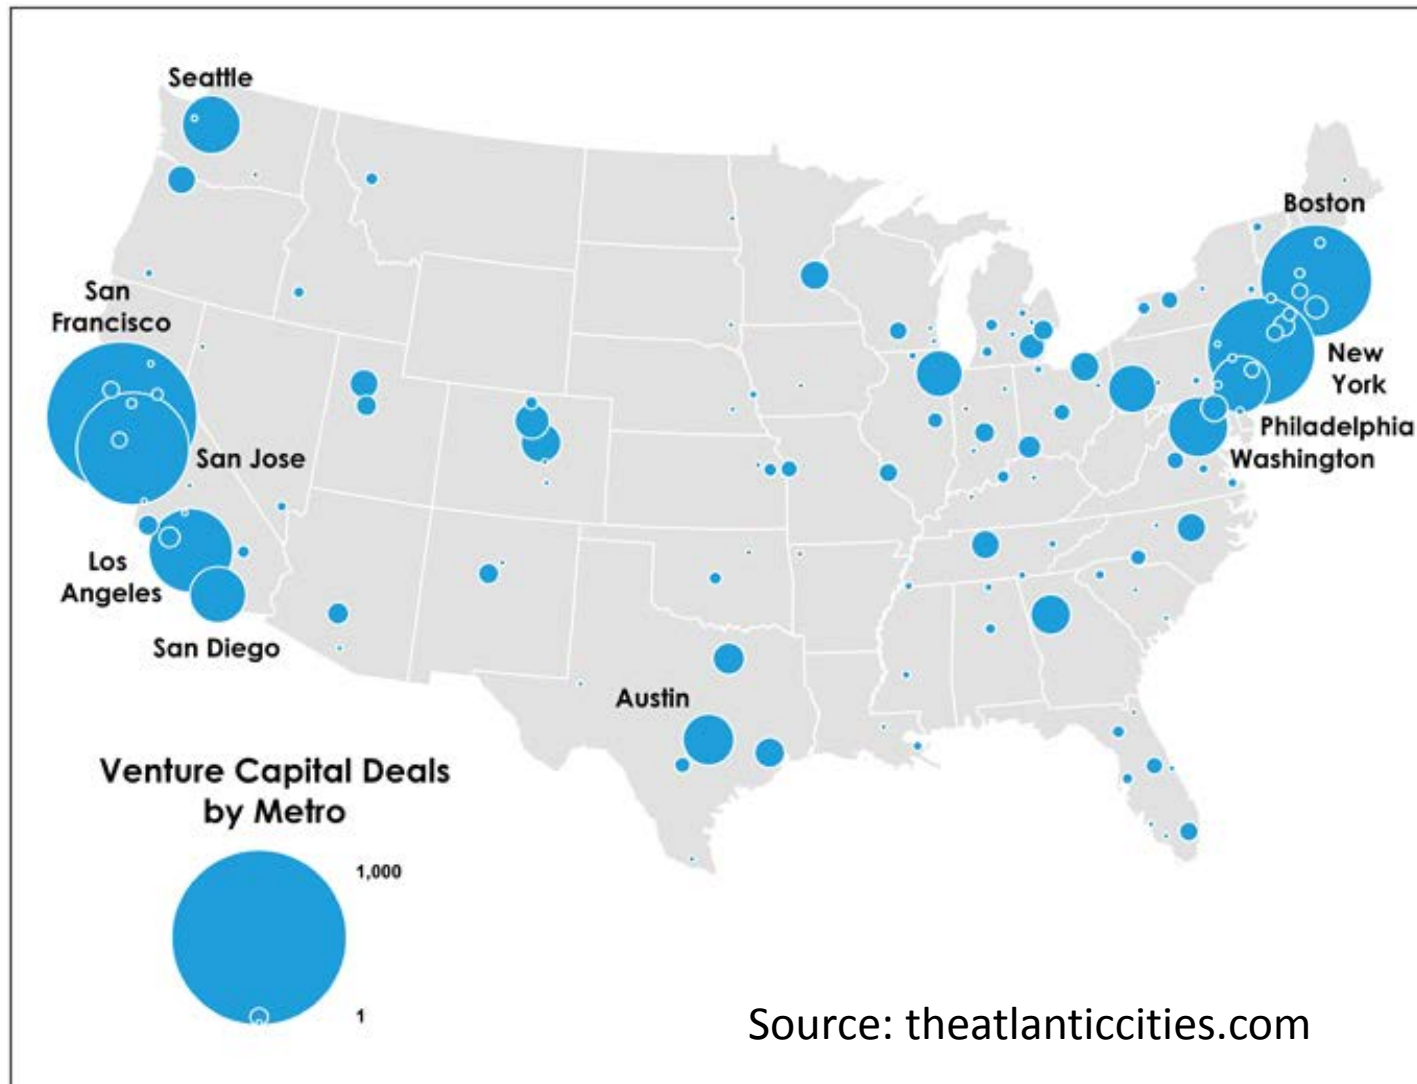 Seattle
Boston
San
Francisco
New
York
Philadelphia
Washington
San Jose
Los
Angeles
San Diego
Austin
Venture Capital Deals
by Metro
1,000
1
Source: theatlanticcities.com